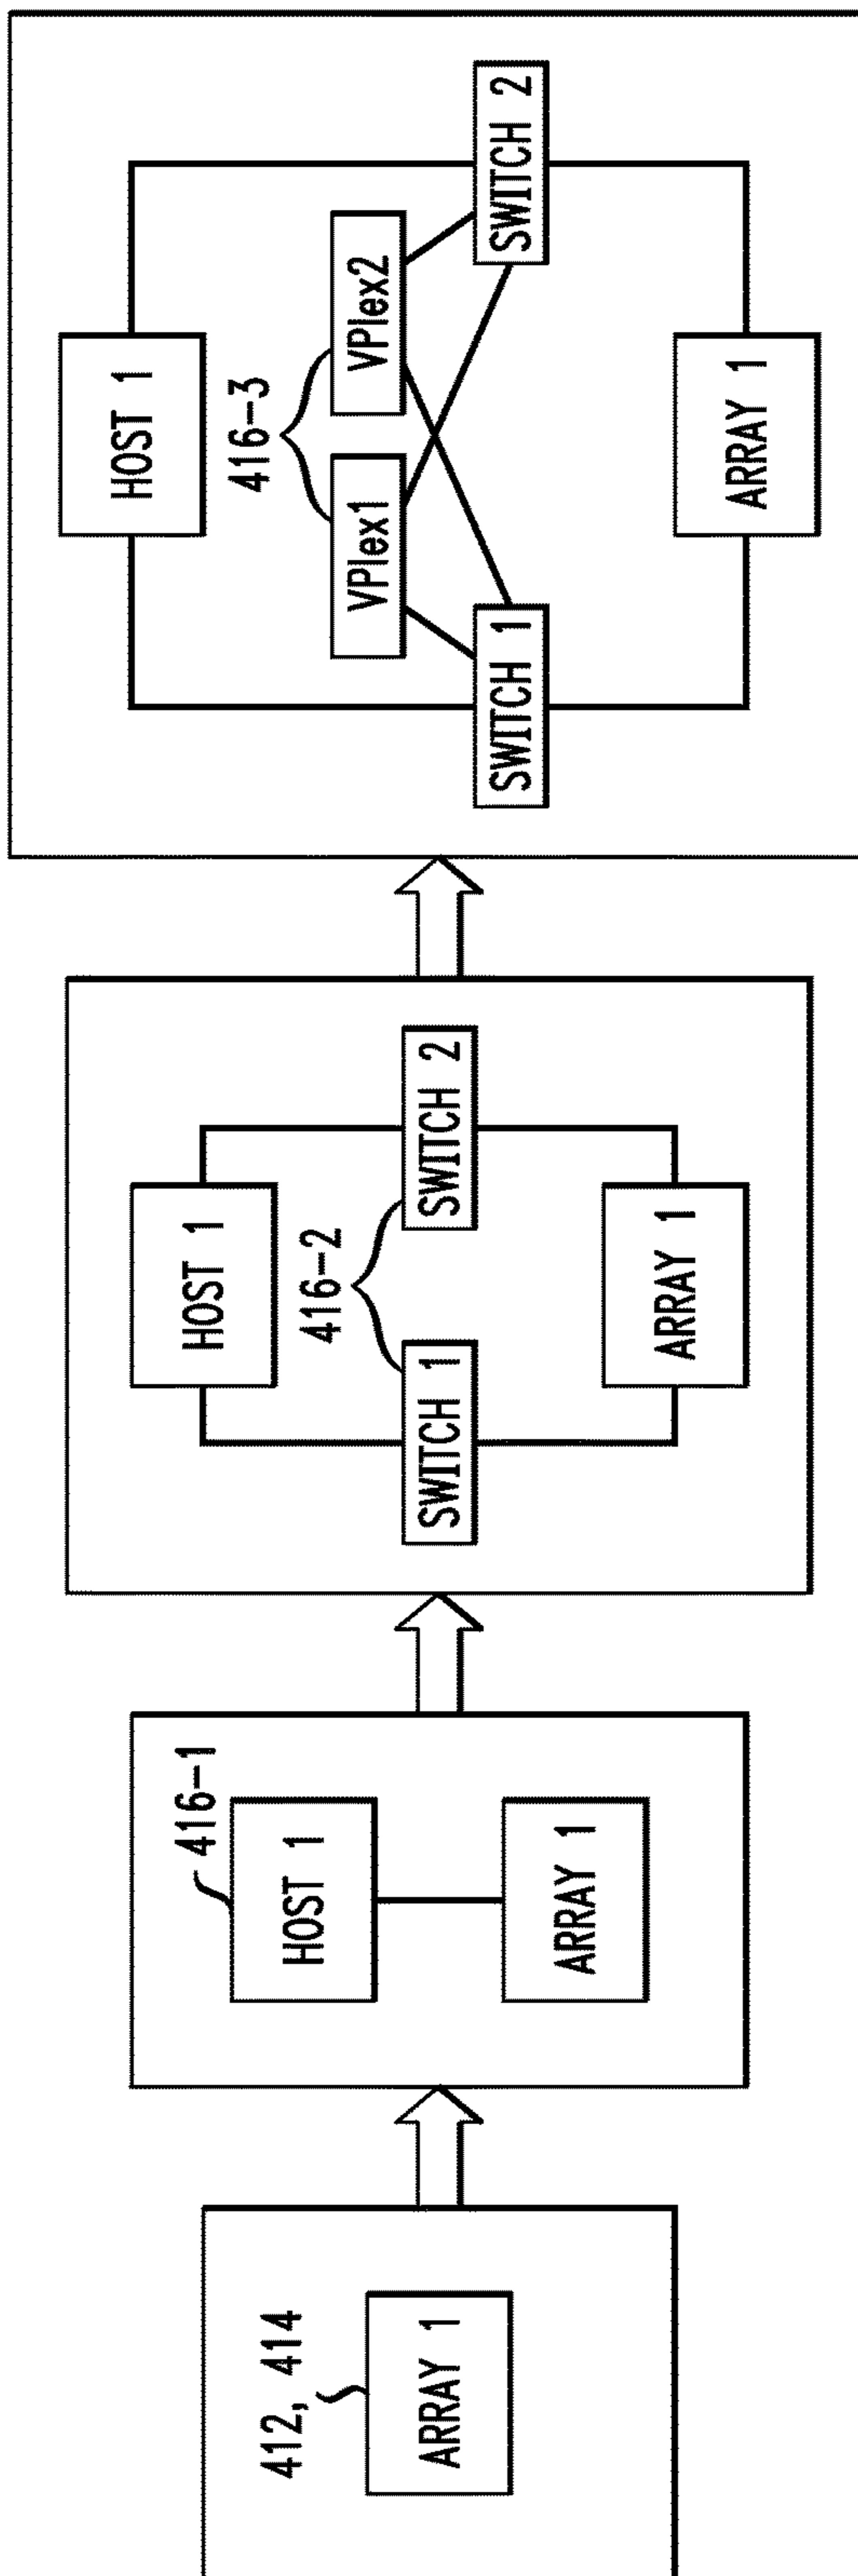 412, 414
ARRAY 1
416-1
HOST 1
ARRAY 1
HOST 1
416-2
SWITCH 1
SWITCH 2
ARRAY 1
HOST 1
416-3
VPlex1
VPlex2
SWITCH 1
SWITCH 2
ARRAY 1